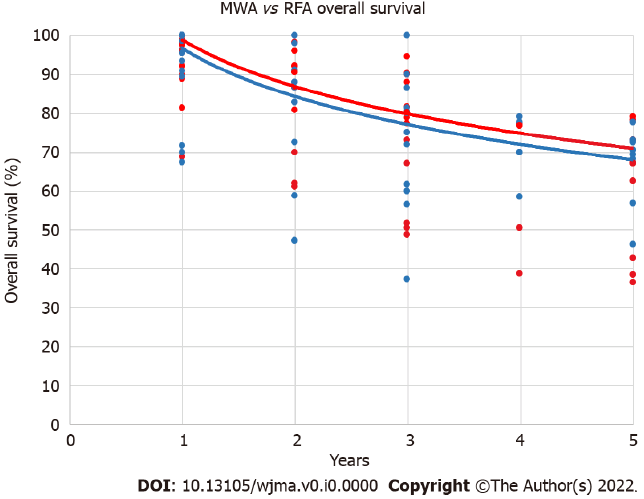 MWA vs RFA overall survival
100
90
80
70
60
50
40
30
20
10
0
Overall survival (%)
0 1 2 3 4 5
Years
DOI: 10.13105/wjma.v0.i0.0000 Copyright ©The Author(s) 2022.